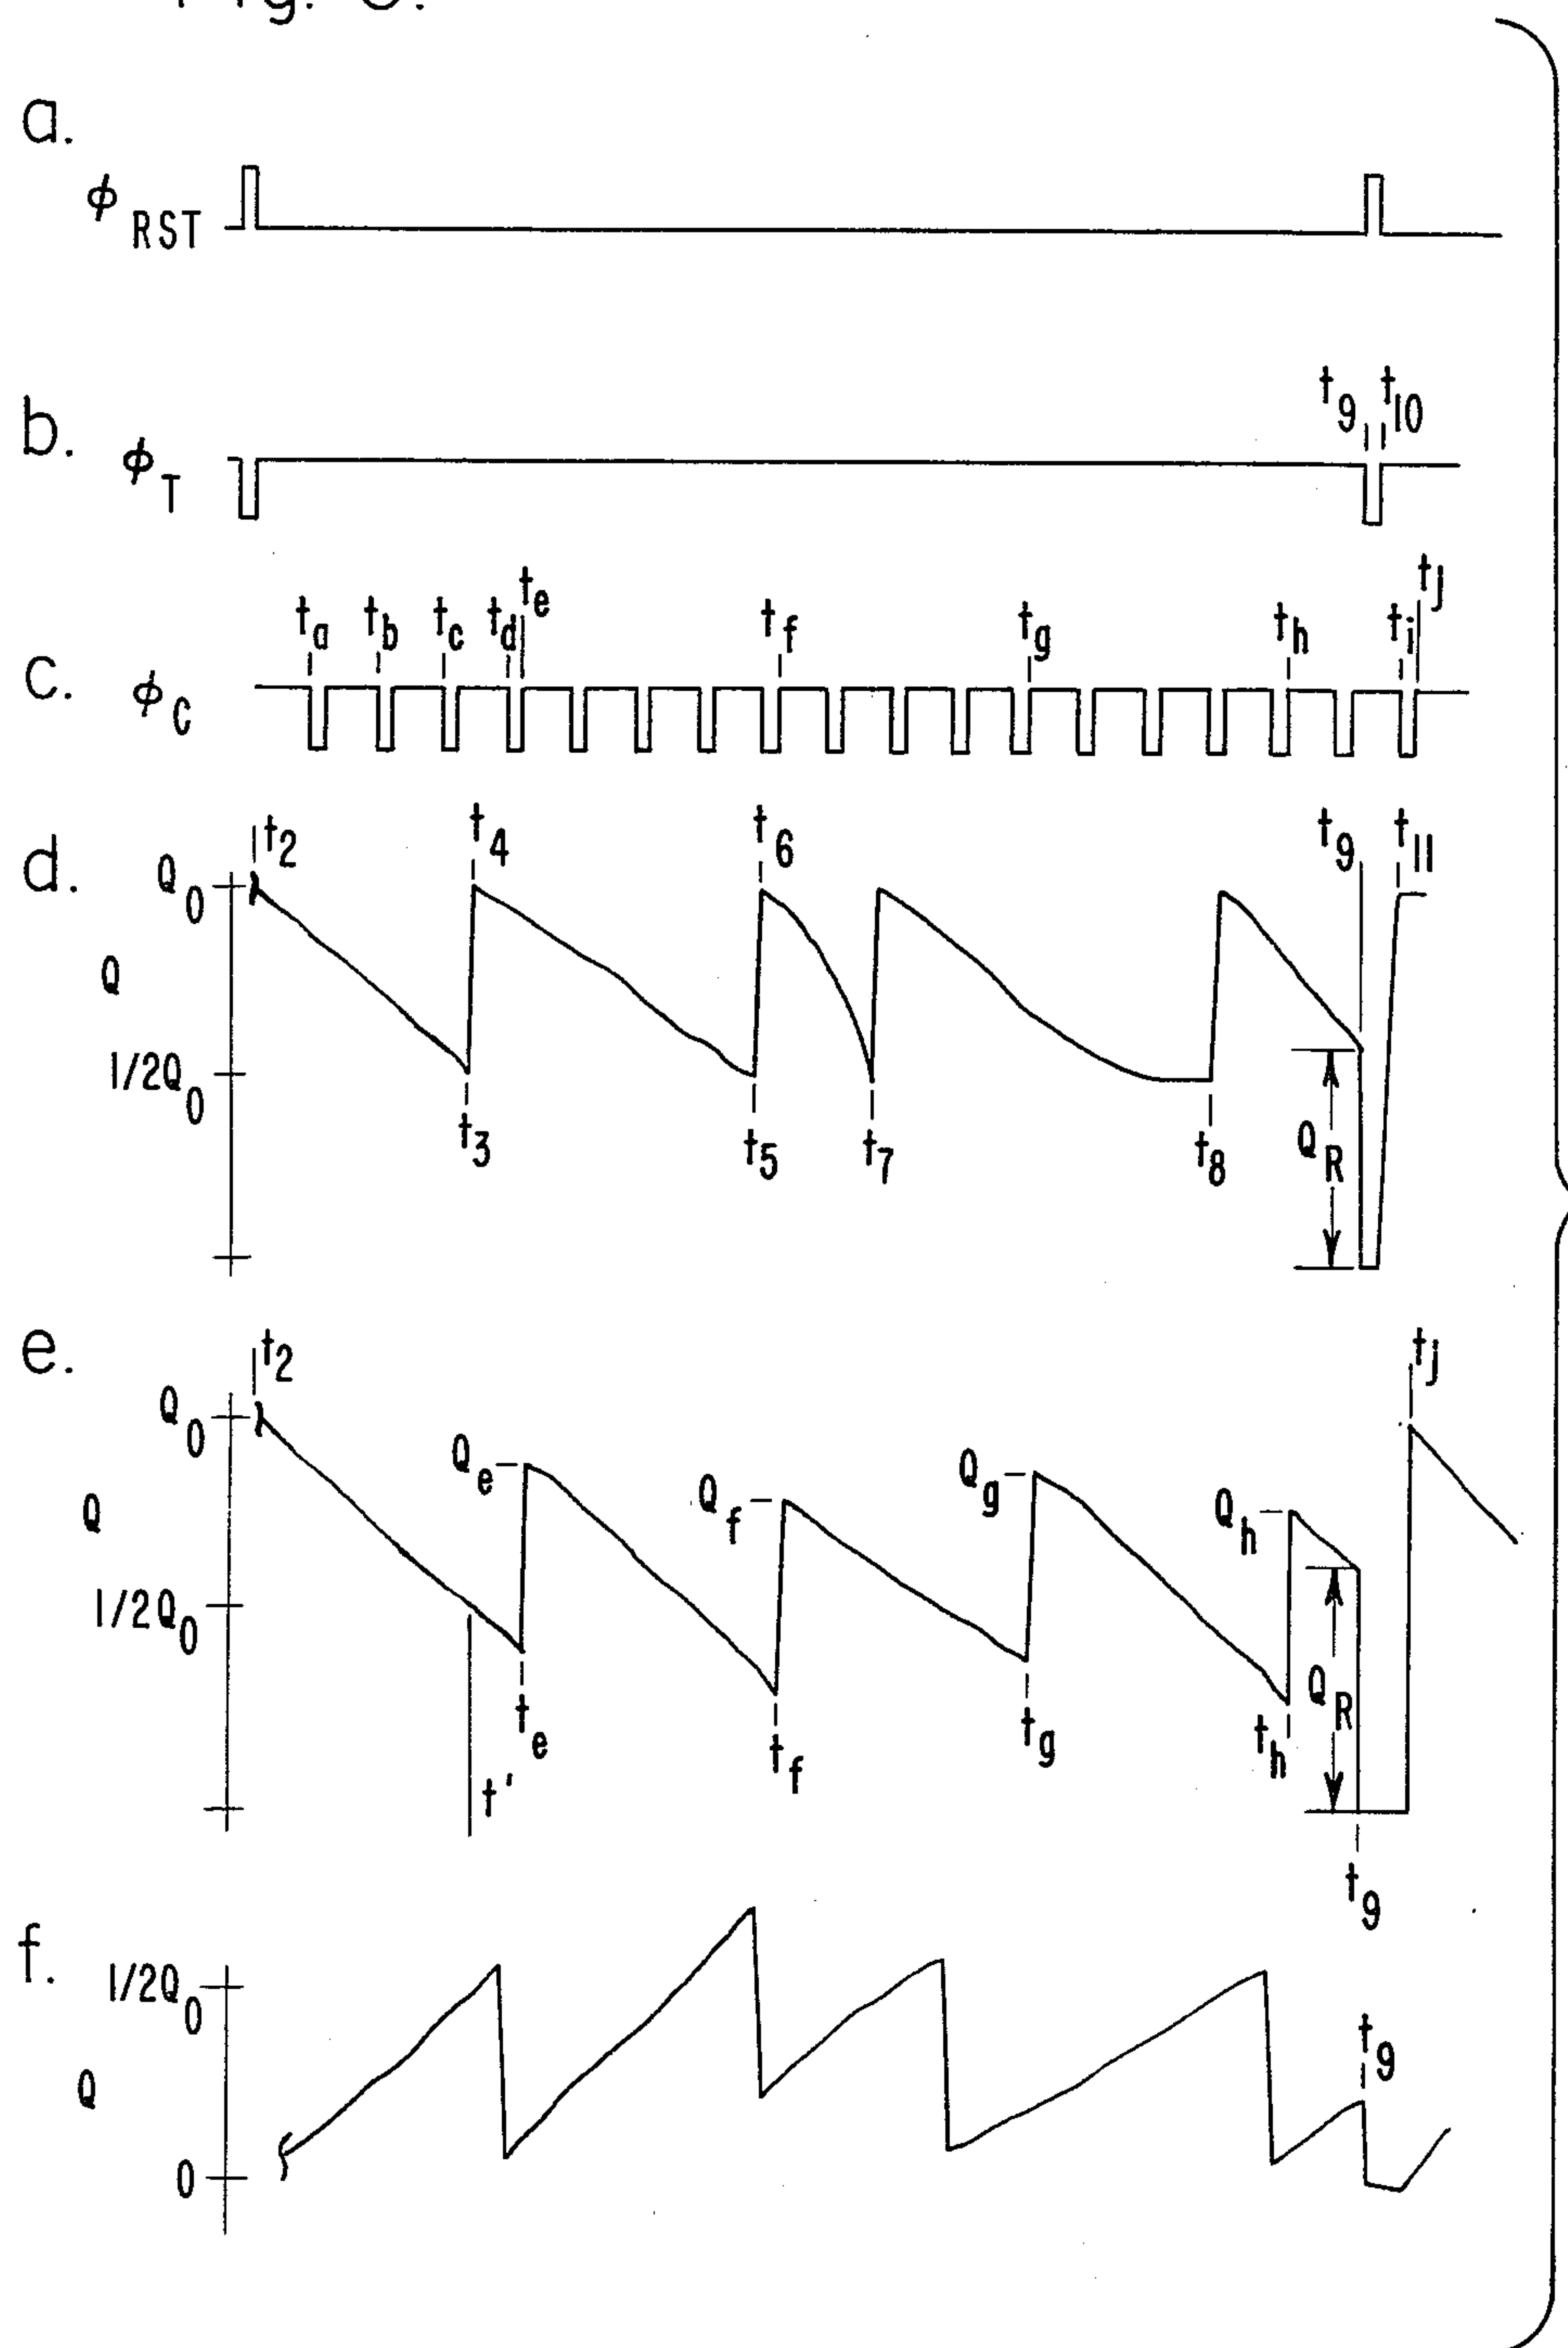 a.
ϕ RST
b.
ϕ T
t9 t10
c.
ϕ C
ta tb tc td te tf tg th ti tj
d.
t2 t4 t6 t9 t11
Q0
Q
1/2Q0
t3 t5 t7 t8
QR
e.
t2 tj
Q0
Qe Qf Qg Qh
Q
1/2Q0
te tf tg th
QR
t'
t9
f.
1/2Q0
t9
Q
0